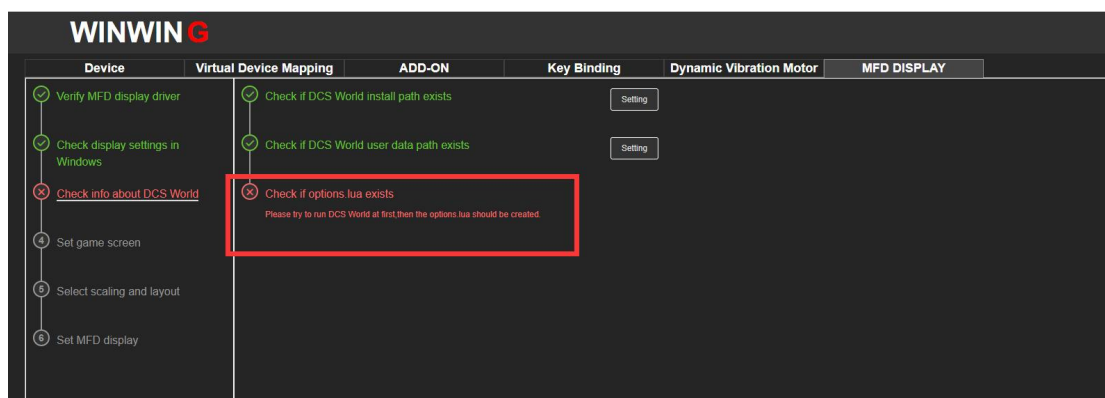 WINWING
Device Virtual Device Mapping ADD-ON Key Binding Dynamic Vibration Motor MFD DISPLAY
Verify MFD display driver
Check display settings in
Windows
Check info about DCS World
4 Set game screen
5 Select scaling and layout
6 Set MFD display
Check if DCS World install path exists
Setting
Check if DCS World user data path exists
Setting
Check if options.lua exists
Please try to run DCS World at first,then the options.lua should be created.